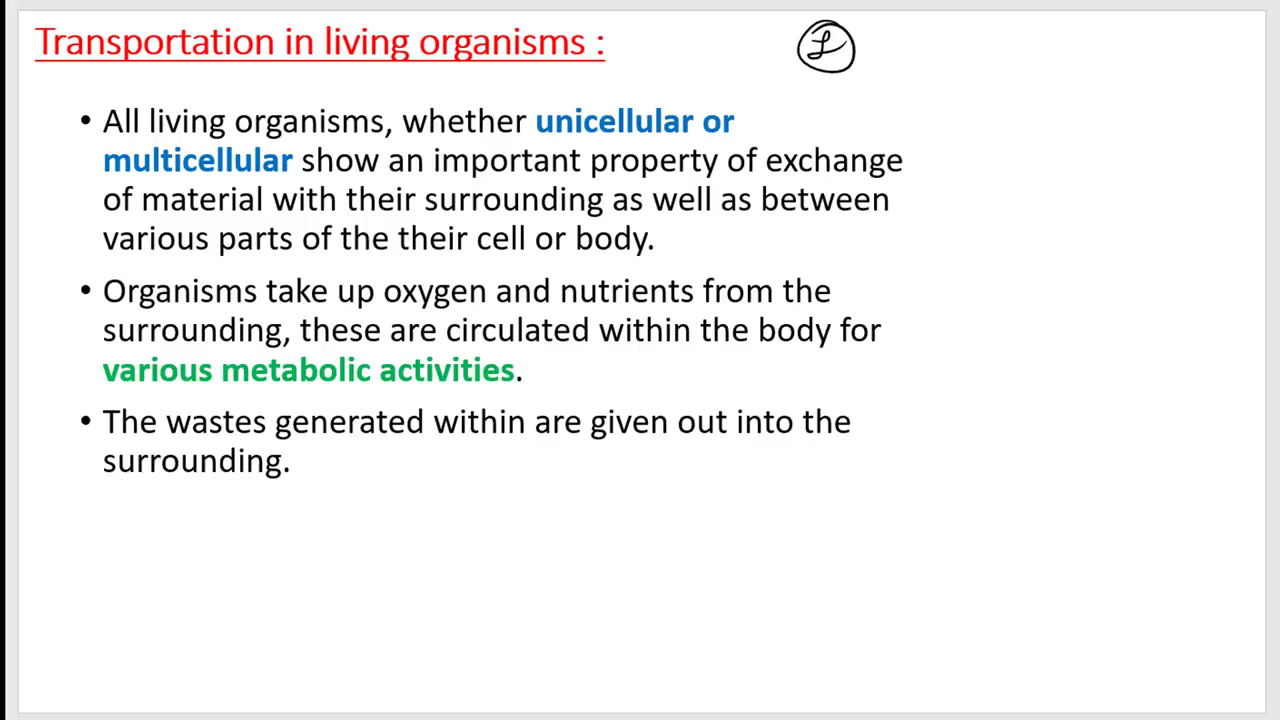 Transportation in living organisms :
• All living organisms, whether unicellular or
multicellular show an important property of exchange
of material with their surrounding as well as between
various parts of the their cell or body.
• Organisms take up oxygen and nutrients from the
surrounding, these are circulated within the body for
various metabolic activities.
• The wastes generated within are given out into the
surrounding.